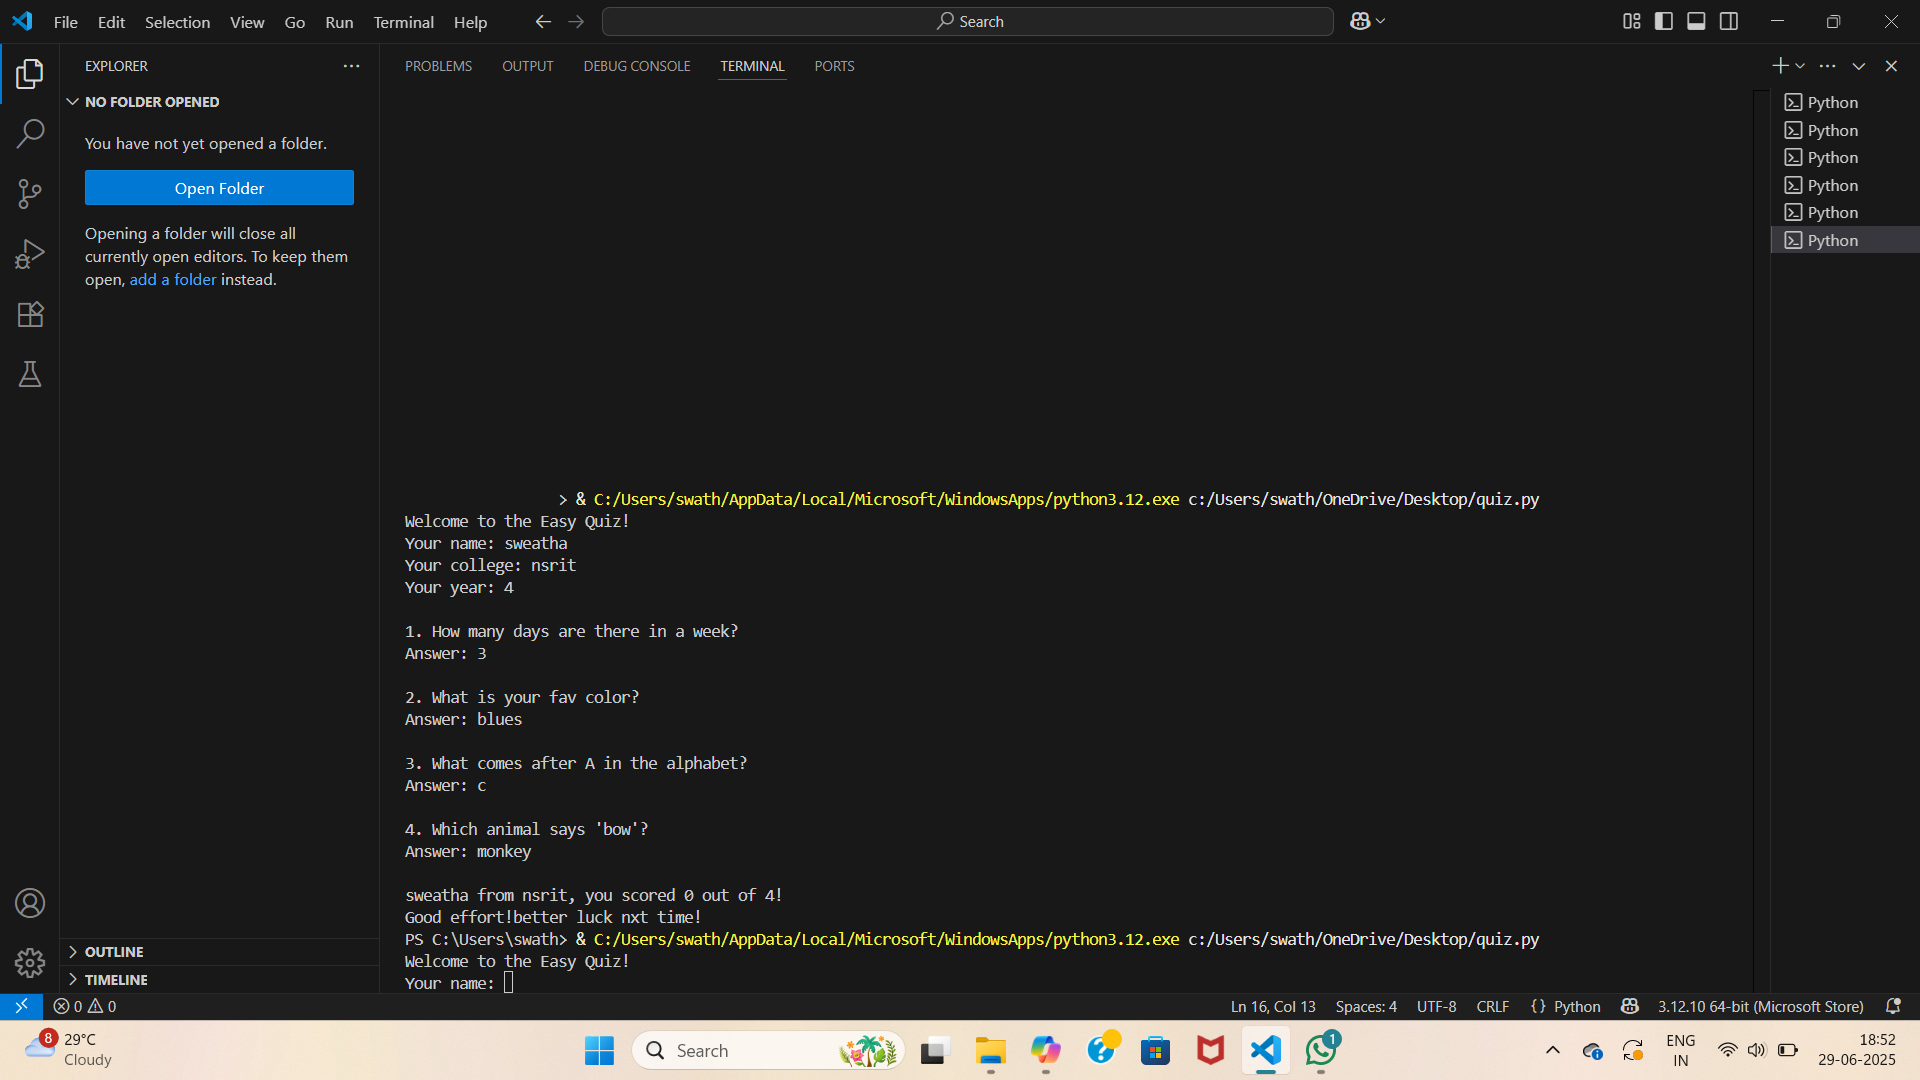 File Edit Selection View Go Run Terminal Help
Search
EXPLORER
NO FOLDER OPENED
You have not yet opened a folder.
Open Folder
Opening a folder will close all
currently open editors. To keep them
open, add a folder instead.
OUTLINE
TIMELINE
PROBLEMS OUTPUT DEBUG CONSOLE TERMINAL PORTS
> & C:/Users/swath/AppData/Local/Microsoft/WindowsApps/python3.12.exe c:/Users/swath/OneDrive/Desktop/quiz.py
Welcome to the Easy Quiz!
Your name: sweatha
Your college: nsrit
Your year: 4
1. How many days are there in a week?
Answer: 3
2. What is your fav color?
Answer: blues
3. What comes after A in the alphabet?
Answer: c
4. Which animal says 'bow'?
Answer: monkey
sweatha from nsrit, you scored 0 out of 4!
Good effort!better luck nxt time!
PS C:\Users\swath> & C:/Users/swath/AppData/Local/Microsoft/WindowsApps/python3.12.exe c:/Users/swath/OneDrive/Desktop/quiz.py
Welcome to the Easy Quiz!
Your name:
Python
Python
Python
Python
Python
Python
0 0
Ln 16, Col 13 Spaces: 4 UTF-8 CRLF {} Python 3.12.10 64-bit (Microsoft Store)
8
29°C
Cloudy
Search
1
ENG
IN
18:52
29-06-2025